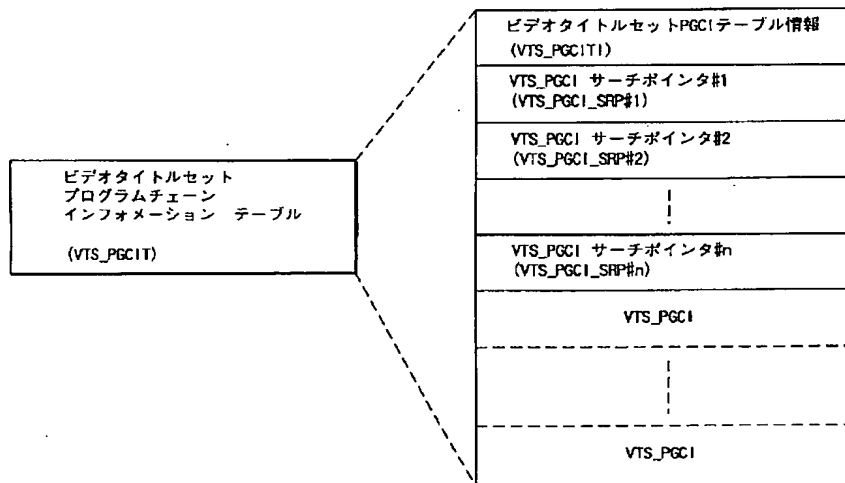 ビデオタイトルセットPGCIテーブル情報
(VTS_PGCITI)
VTS_PGCI サーチポインタ#1
(VTS_PGCI_SRP#1)
VTS_PGCI サーチポインタ#2
(VTS_PGCI_SRP#2)
ビデオタイトルセット
プログラムチェーン
インフォメーション テーブル
(VTS_PGCIT)
VTS_PGCI サーチポインタ#n
(VTS_PGCI_SRP#n)
VTS_PGCI
VTS_PGCI